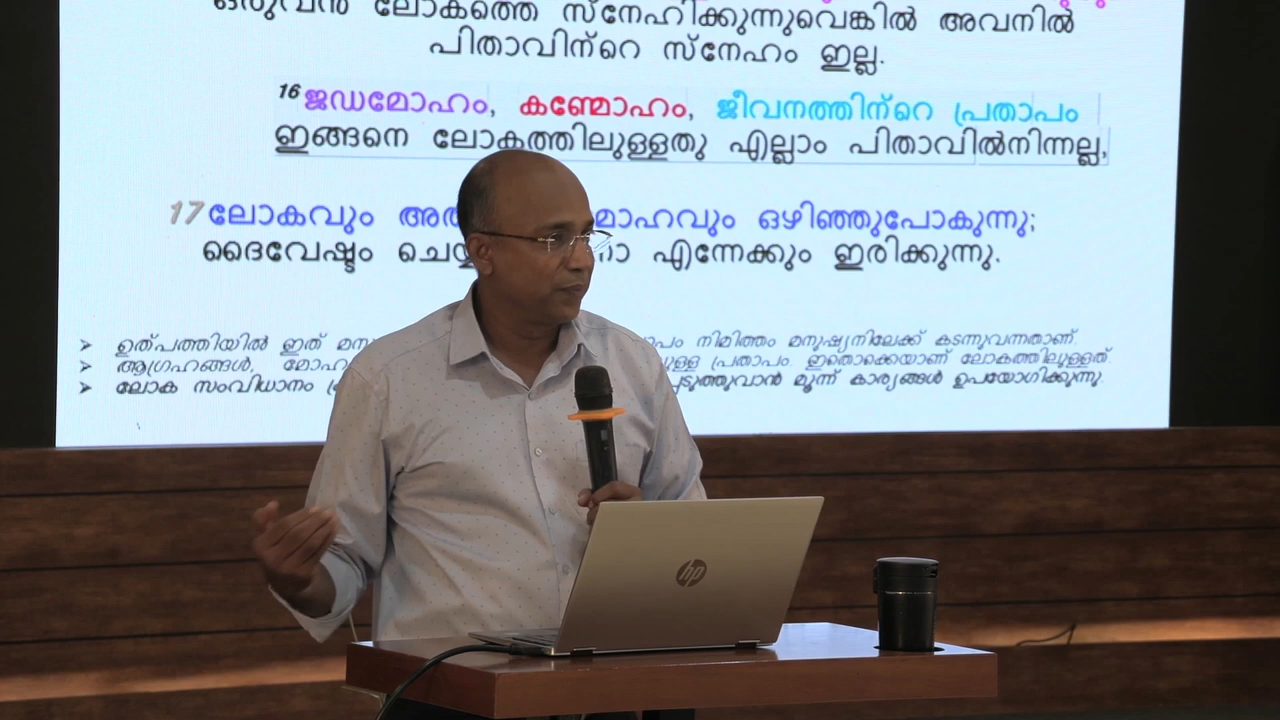 ഒരുവൻ ലോകത്തെ സ്നേഹിക്കുന്നുവെങ്കിൽ അവനിൽ
പിതാവിന്റെ സ്നേഹം ഇല്ല.
16 ജഡമോഹം, കണ്മോഹം, ജീവനത്തിന്റെ പ്രതാപം
ഇങ്ങനെ ലോകത്തിലുള്ളതു എല്ലാം പിതാവിൽനിന്നല്ല,
17 ലോകവും മോഹവും ഒഴിഞ്ഞുപോകുന്നു;
ദൈവേഷ്ടം എന്നേക്കും ഇരിക്കുന്നു.
➢ ഉത്പത്തിയിൽ ഇത് നിമിത്തം മനുഷ്യനിലേക്ക് കടന്നുവന്നതാണ്.
➢ ആഗ്രഹങ്ങൾ, പ്രതാപം. ഇതൊക്കെയാണ് ലോകത്തിലുള്ളത്.
➢ ലോക സംവിധാനം മൂന്ന് കാര്യങ്ങൾ ഉപയോഗിക്കുന്നു.
hp